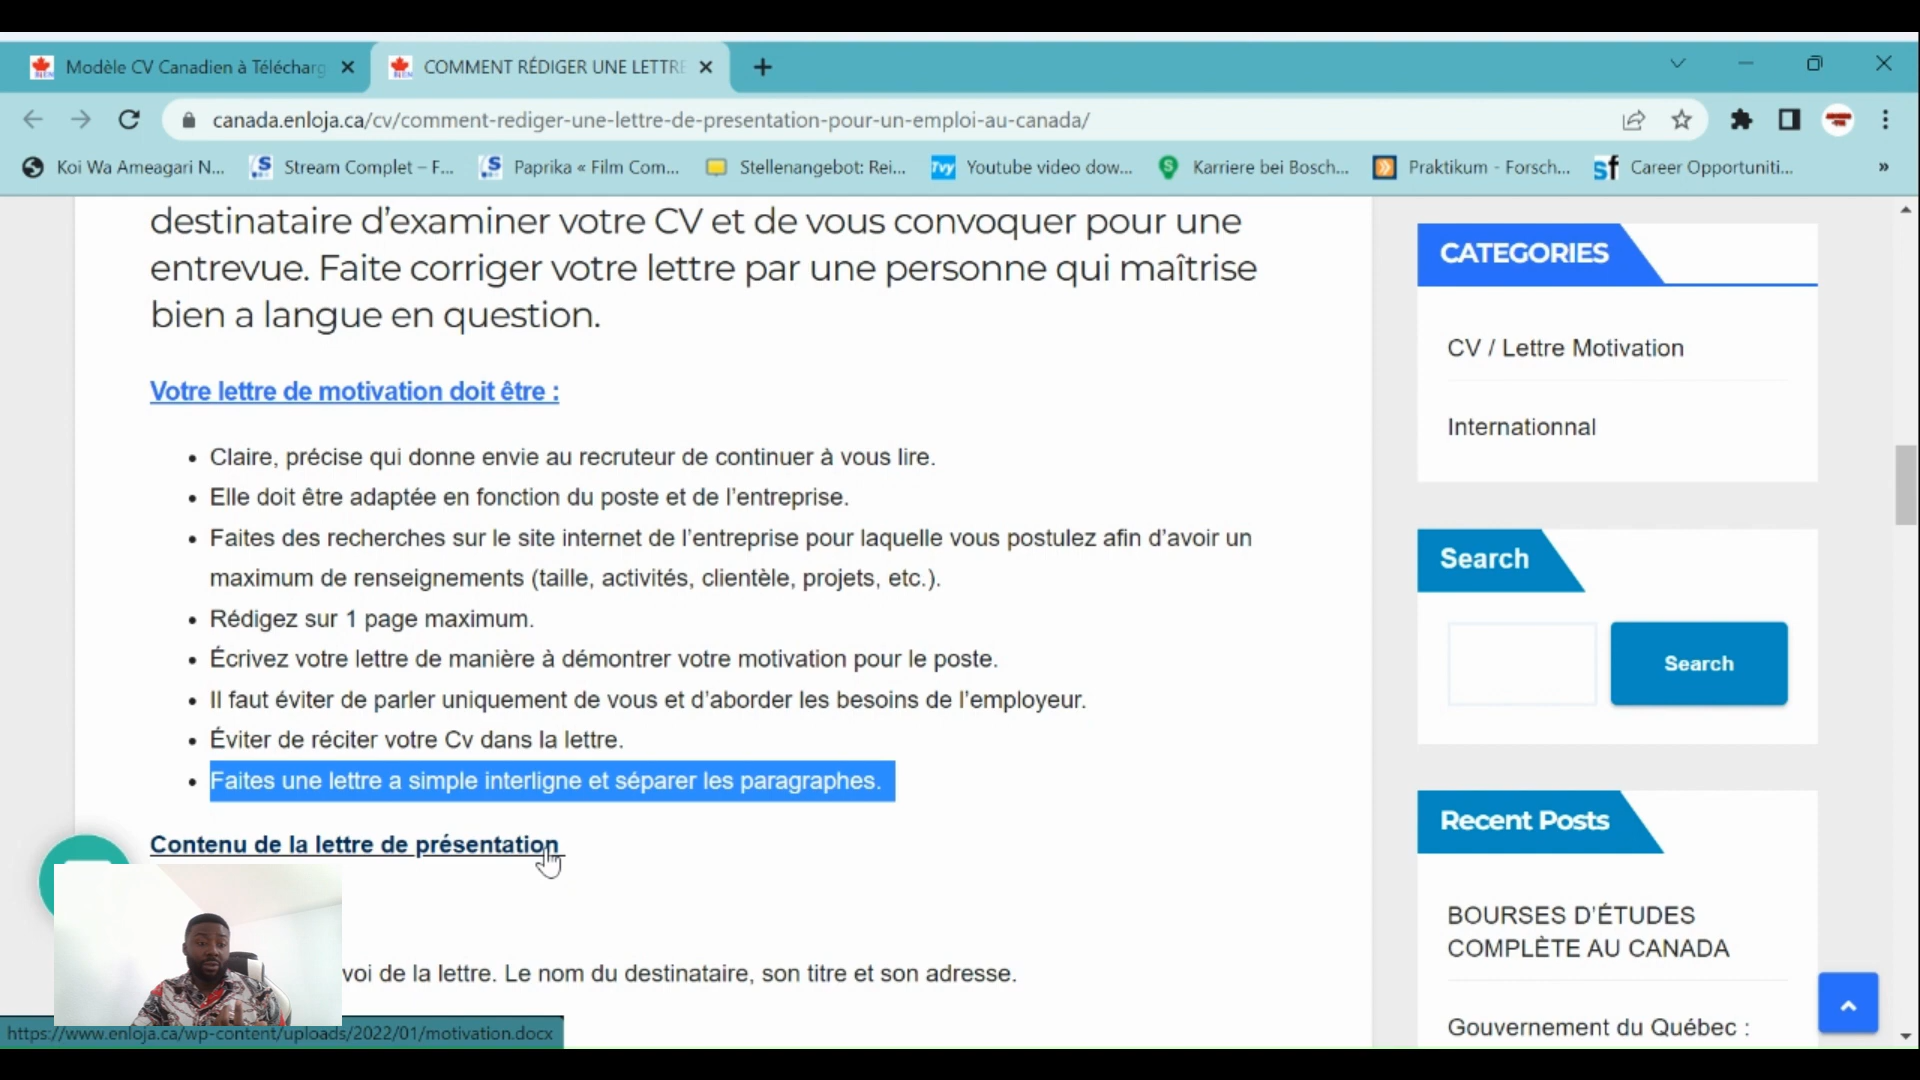 Modèle CV Canadien à Télécharg
COMMENT RÉDIGER UNE LETTRE
canada.enloja.ca/cv/comment-rediger-une-lettre-de-presentation-pour-un-emploi-au-canada/
Koi Wa Ameagari N...
Stream Complet – F...
Paprika « Film Com...
Stellenangebot: Rei...
Youtube video dow...
Karriere bei Bosch...
Praktikum - Forsch...
Career Opportuniti...
destinataire d’examiner votre CV et de vous convoquer pour une
entrevue. Faite corriger votre lettre par une personne qui maîtrise
bien a langue en question.
Votre lettre de motivation doit être :
Claire, précise qui donne envie au recruteur de continuer à vous lire.
Elle doit être adaptée en fonction du poste et de l’entreprise.
Faites des recherches sur le site internet de l’entreprise pour laquelle vous postulez afin d’avoir un
maximum de renseignements (taille, activités, clientèle, projets, etc.).
Rédigez sur 1 page maximum.
Écrivez votre lettre de manière à démontrer votre motivation pour le poste.
Il faut éviter de parler uniquement de vous et d’aborder les besoins de l’employeur.
Éviter de réciter votre Cv dans la lettre.
Faites une lettre a simple interligne et séparer les paragraphes.
Contenu de la lettre de présentation
voi de la lettre. Le nom du destinataire, son titre et son adresse.
https://www.enloja.ca/wp-content/uploads/2022/01/motivation.docx
CATEGORIES
CV / Lettre Motivation
Internationnal
Search
Search
Recent Posts
BOURSES D’ÉTUDES
COMPLÈTE AU CANADA
Gouvernement du Québec :